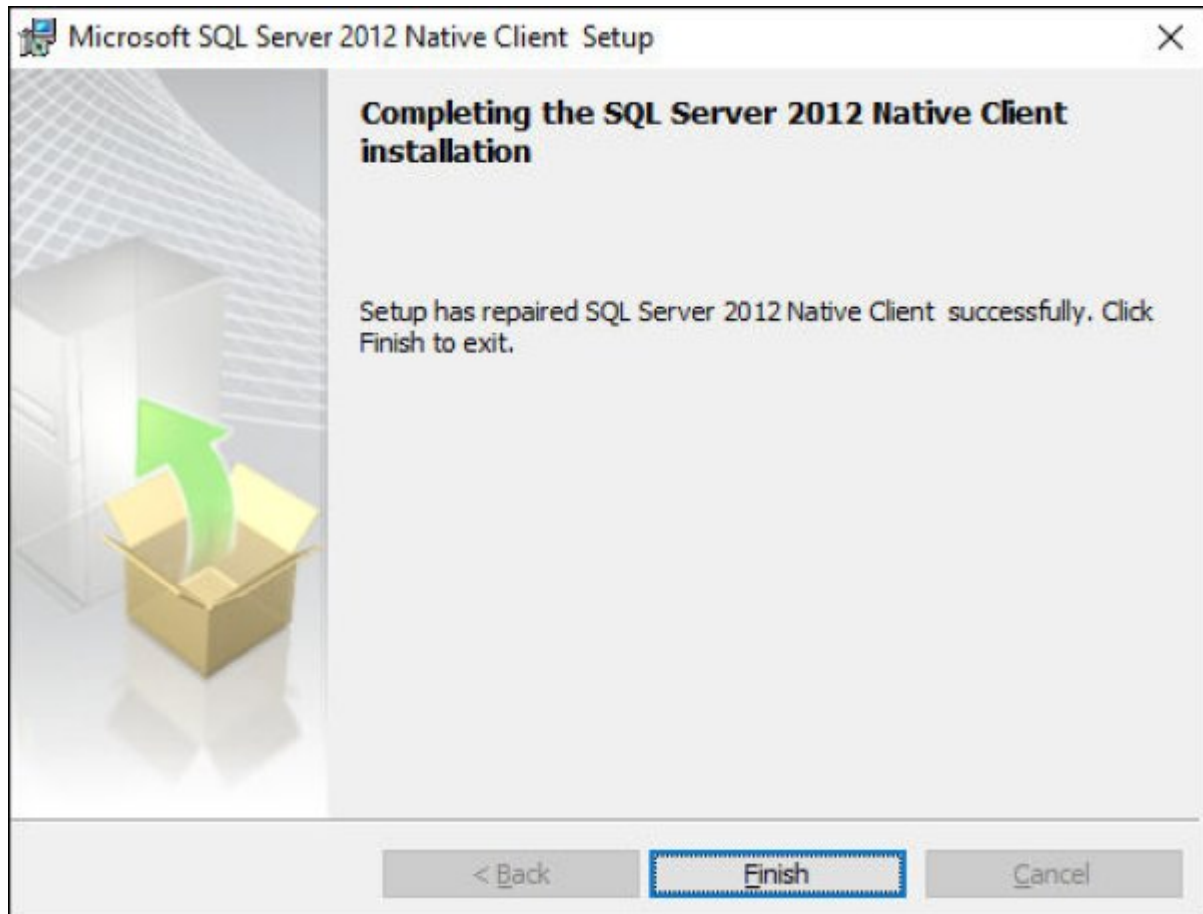 Microsoft SQL Server 2012 Native Client  Setup
Completing the SQL Server 2012 Native Client
installation
Setup has repaired SQL Server 2012 Native Client  successfully. Click
Finish to exit.
< Back
Finish
Cancel